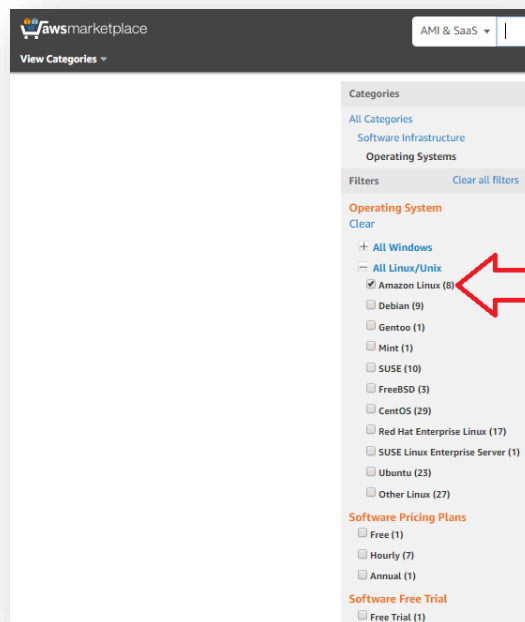 awsmarketplace
AMI & SaaS
View Categories
Categories
All Categories
Software Infrastructure
Operating Systems
Filters Clear all filters
Operating System
Clear
All Windows
All Linux/Unix
Amazon Linux (8)
Debian (9)
Gentoo (1)
Mint (1)
SUSE (10)
FreeBSD (3)
CentOS (29)
Red Hat Enterprise Linux (17)
SUSE Linux Enterprise Server (1)
Ubuntu (23)
Other Linux (27)
Software Pricing Plans
Free (1)
Hourly (7)
Annual (1)
Software Free Trial
Free Trial (1)